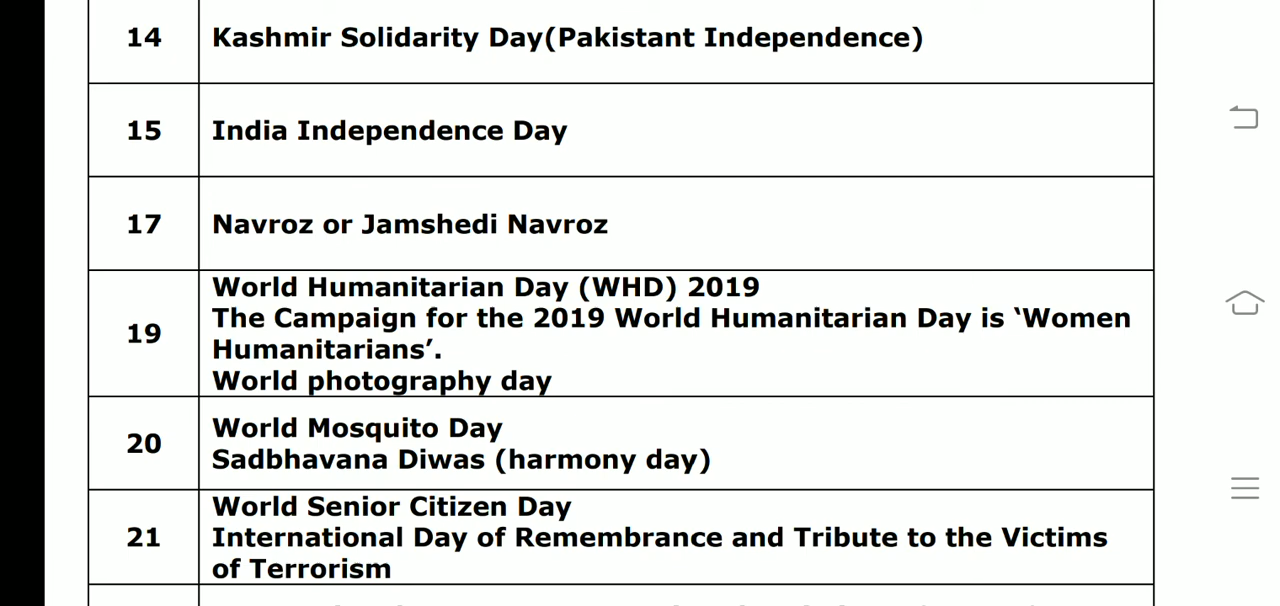 14 Kashmir Solidarity Day(Pakistant Independence)
15 India Independence Day
17 Navroz or Jamshedi Navroz
World Humanitarian Day (WHD) 2019
The Campaign for the 2019 World Humanitarian Day is ‘Women
19
Humanitarians’.
World photography day
World Mosquito Day
20
Sadbhavana Diwas (harmony day)
World Senior Citizen Day
21 International Day of Remembrance and Tribute to the Victims
of Terrorism